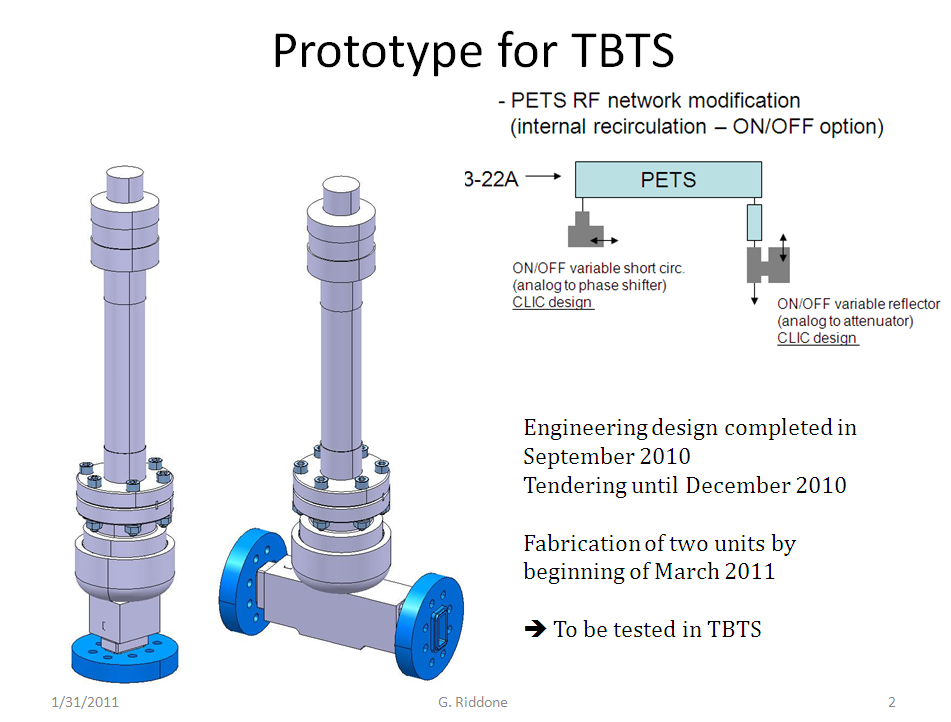 Prototype for TBTS
- PETS RF network modification
(internal recirculation – ON/OFF option)
3-22A
PETS
ON/OFF variable short circ.
(analog to phase shifter)
CLIC design
ON/OFF variable reflector
(analog to attenuator)
CLIC design
Engineering design completed in
September 2010
Tendering until December 2010
Fabrication of two units by
beginning of March 2011
➔ To be tested in TBTS
1/31/2011
G. Riddone
2